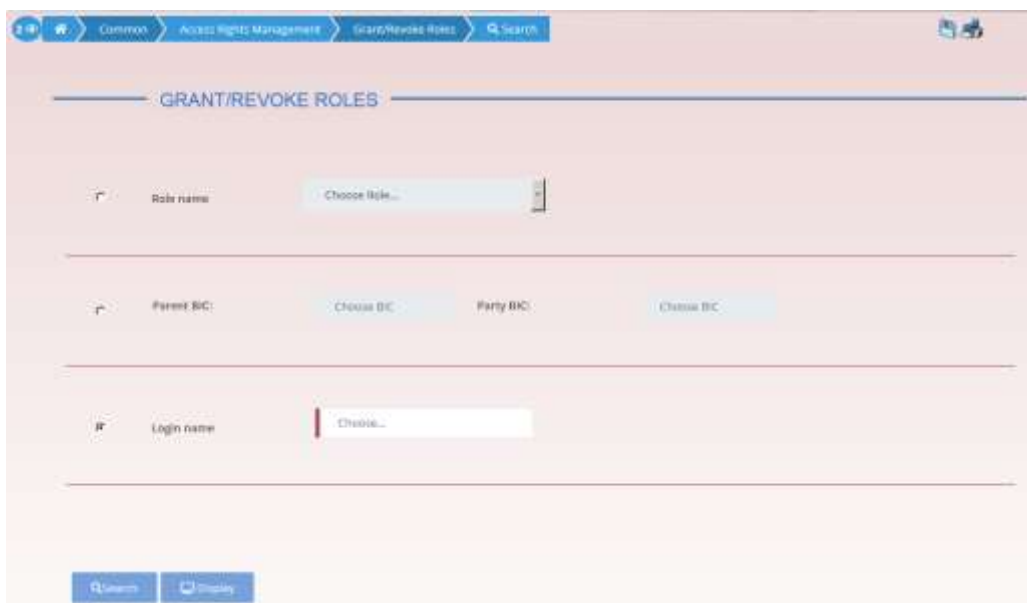 Common Access Rights Management Grant/Revoke Roles Search
GRANT/REVOKE ROLES
Role name Choose Role...
Parent BIC: Choose BIC Party BIC: Choose BIC
Login name Choose...
Search Display